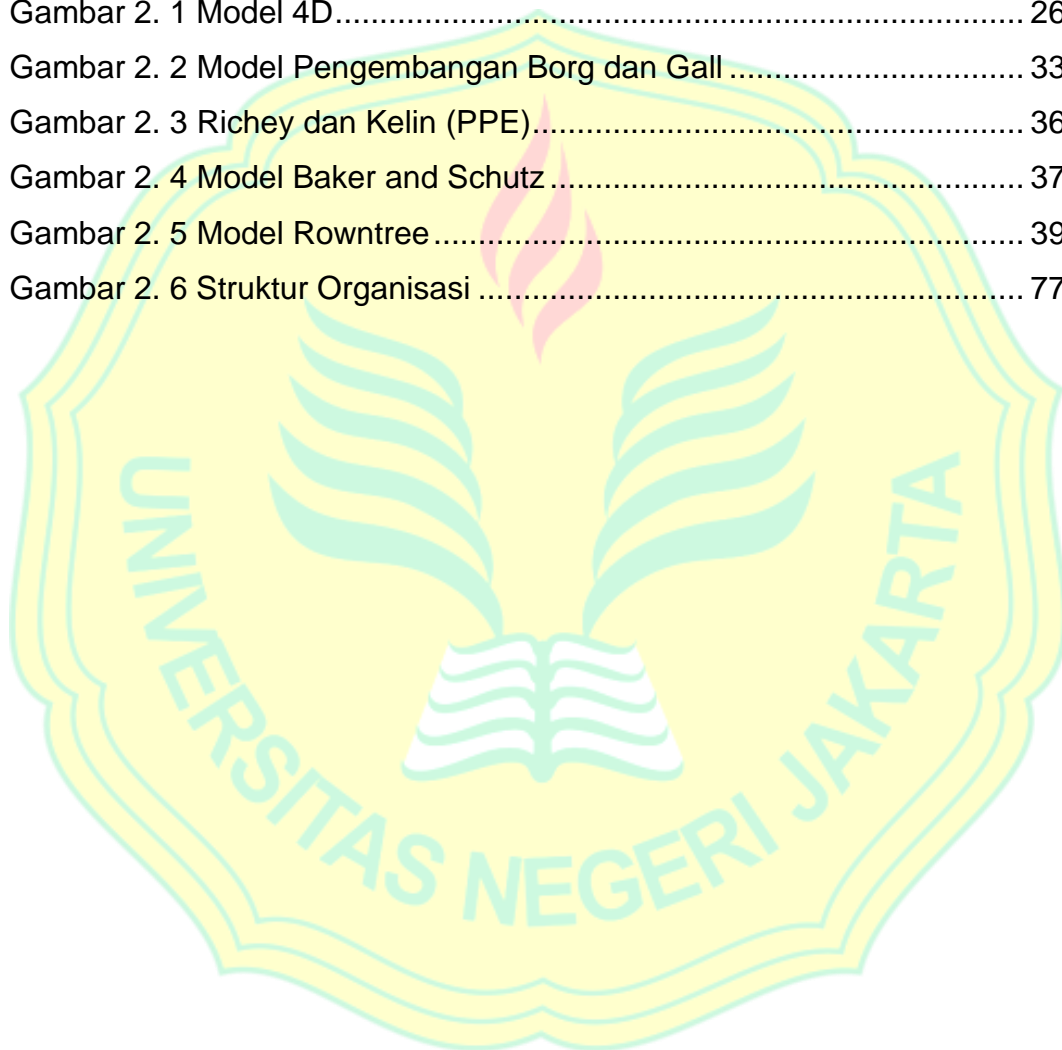 Gambar 2. 1 Model 4D.................................................................................. 26
Gambar 2. 2 Model Pengembangan Borg dan Gall ................................... 33
Gambar 2. 3 Richey dan Kelin (PPE)........................................................... 36
Gambar 2. 4 Model Baker and Schutz......................................................... 37
Gambar 2. 5 Model Rowntree....................................................................... 39
Gambar 2. 6 Struktur Organisasi .................................................................. 77
UNIVERSITAS NEGERI JAKARTA